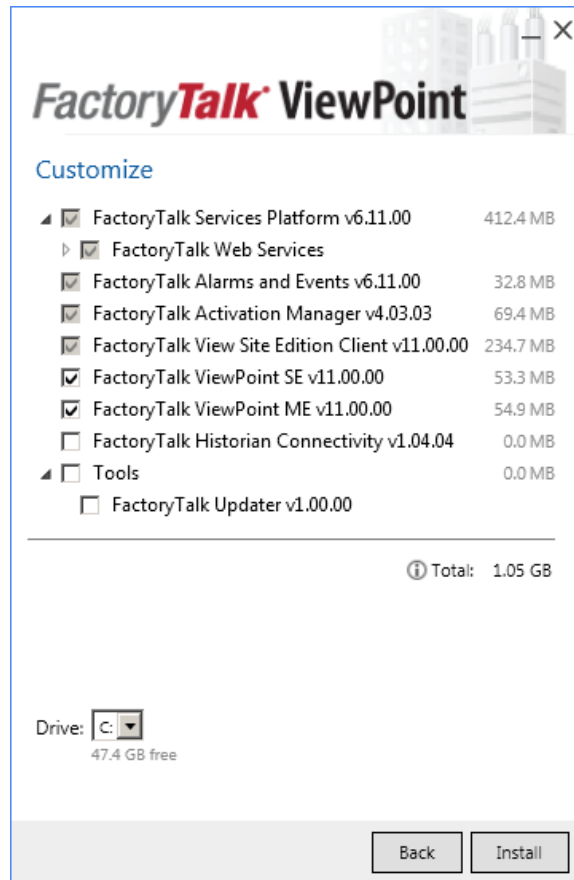 FactoryTalk ViewPoint
Customize
FactoryTalk Services Platform v6.11.00 412.4 MB
FactoryTalk Web Services
FactoryTalk Alarms and Events v6.11.00 32.8 MB
FactoryTalk Activation Manager v4.03.03 69.4 MB
FactoryTalk View Site Edition Client v11.00.00 234.7 MB
FactoryTalk ViewPoint SE v11.00.00 53.3 MB
FactoryTalk ViewPoint ME v11.00.00 54.9 MB
FactoryTalk Historian Connectivity v1.04.04 0.0 MB
Tools 0.0 MB
FactoryTalk Updater v1.00.00
Total: 1.05 GB
Drive: C:
47.4 GB free
Back Install